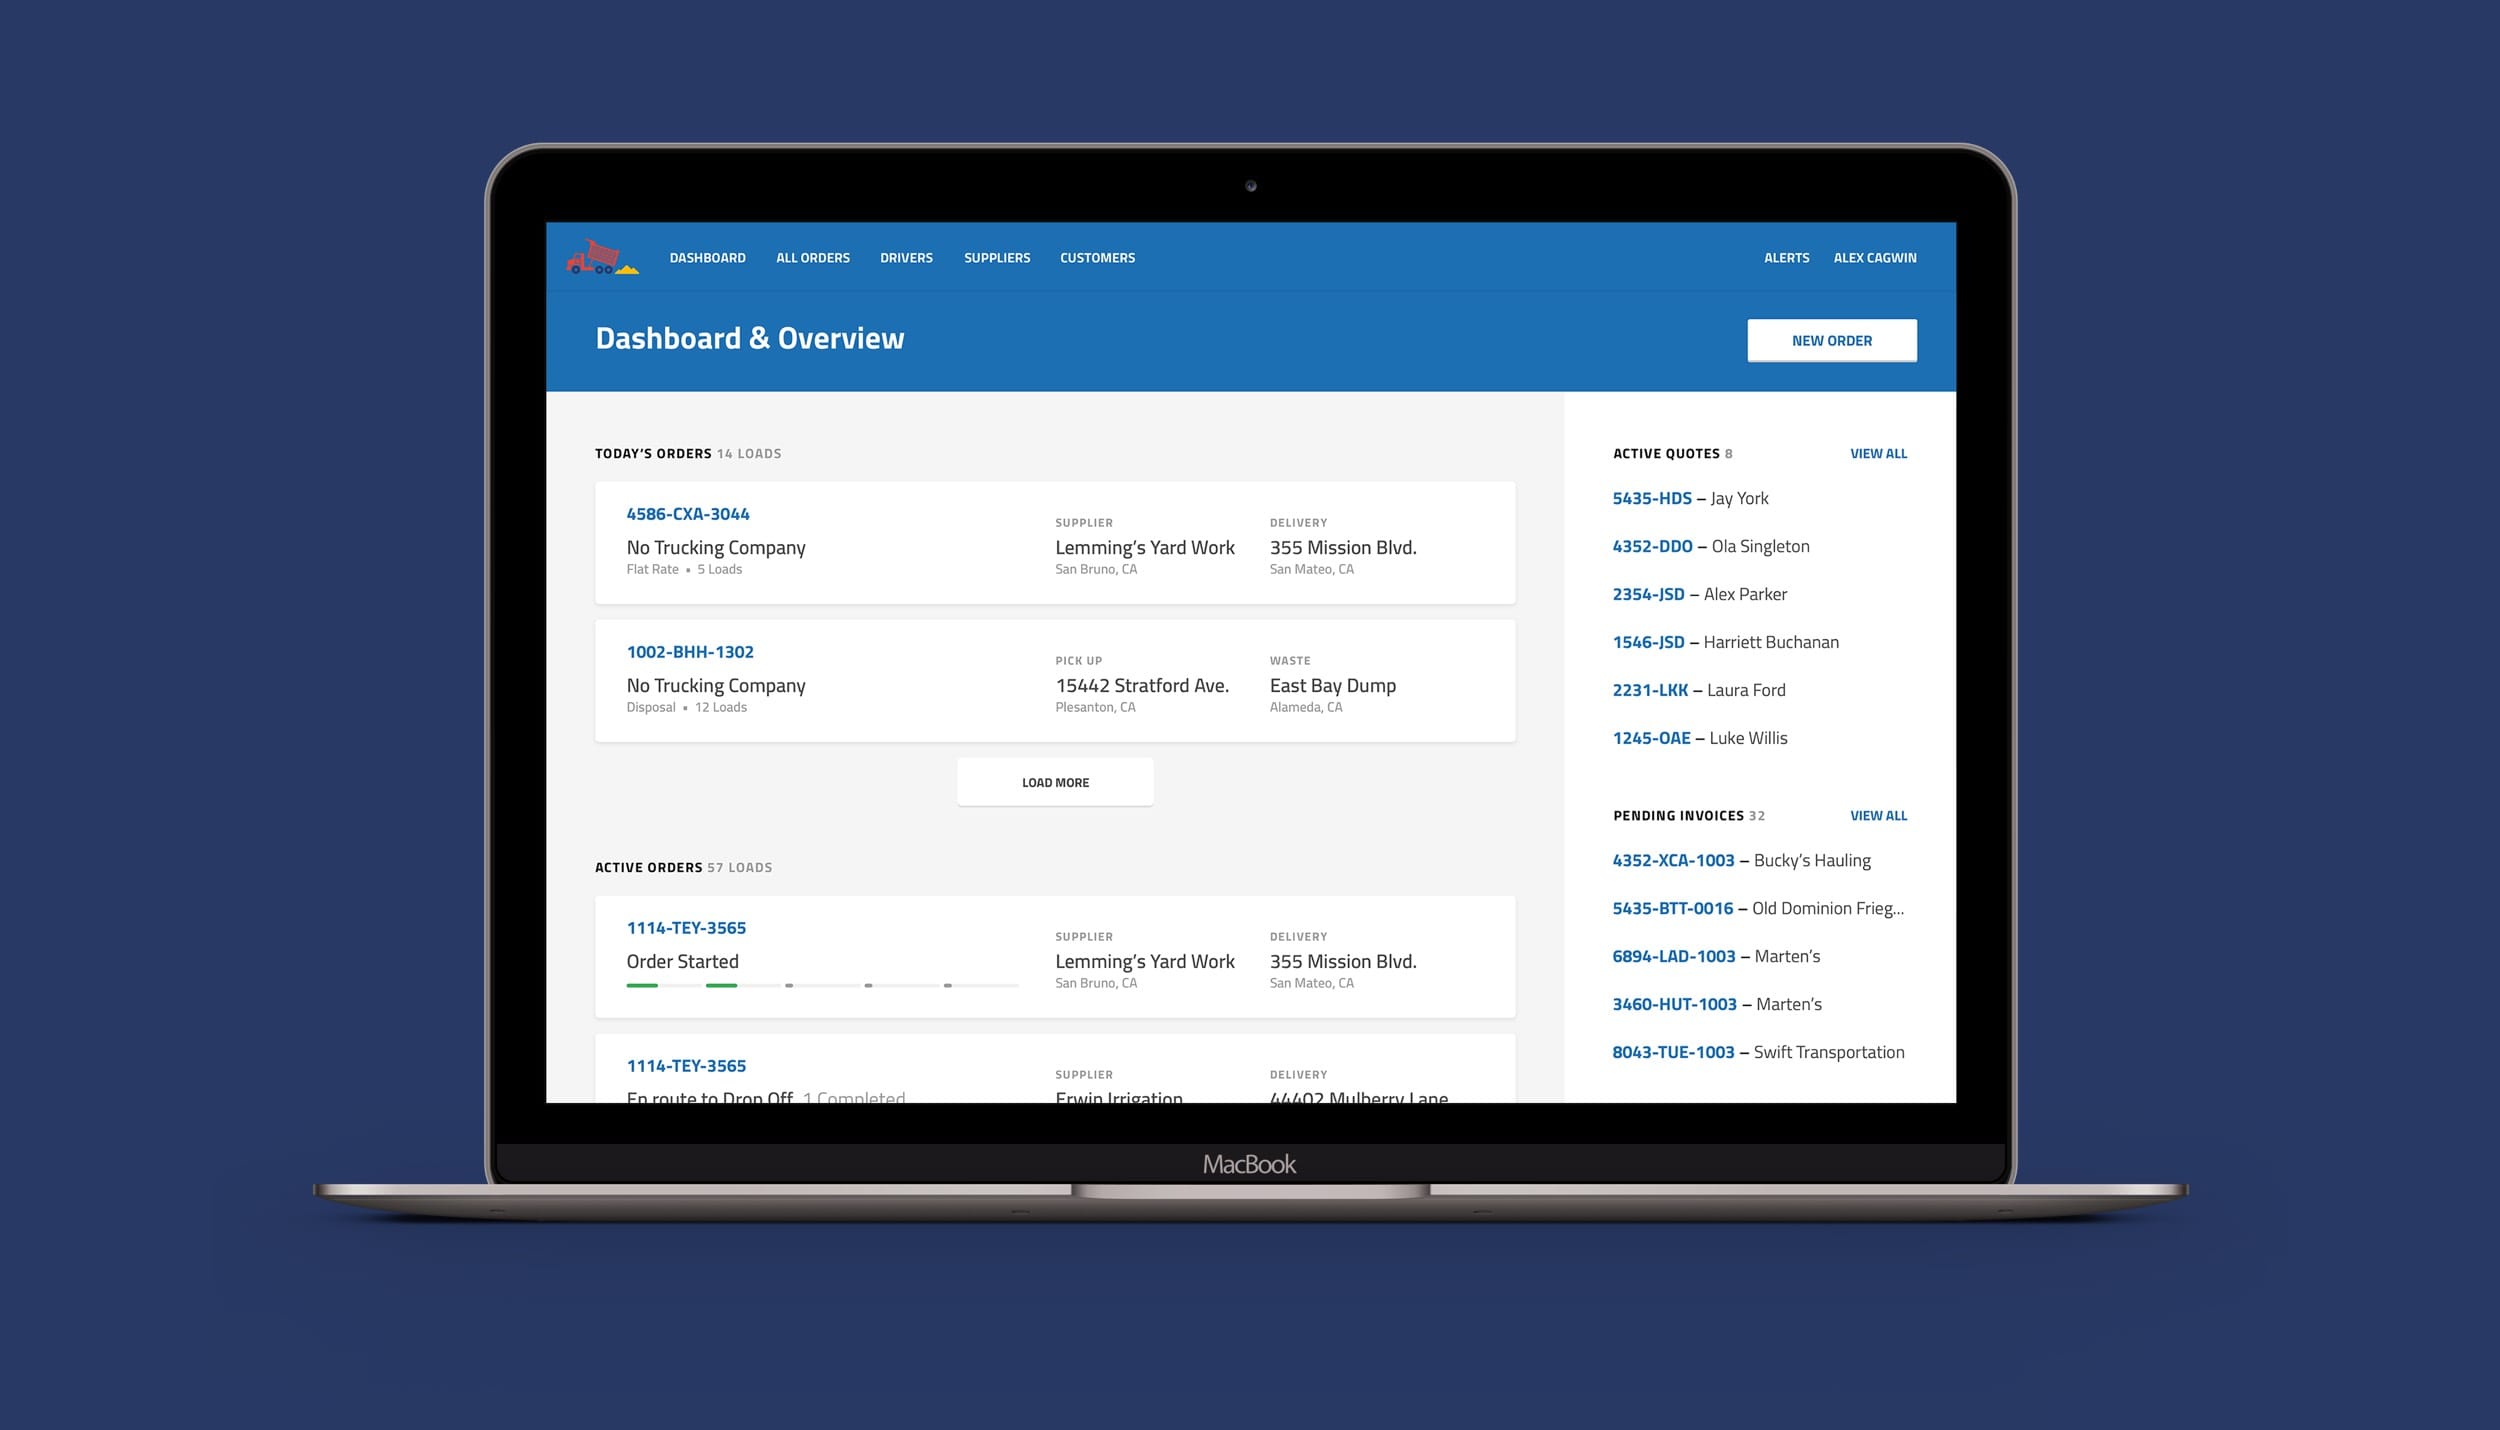 DASHBOARD ALL ORDERS DRIVERS SUPPLIERS CUSTOMERS ALERTS ALEX CAGWIN
Dashboard & Overview
NEW ORDER
TODAY'S ORDERS 14 LOADS
4586-CXA-3044
No Trucking Company
Flat Rate • 5 Loads
SUPPLIER
Lemming's Yard Work
San Bruno, CA
DELIVERY
355 Mission Blvd.
San Mateo, CA
1002-BHH-1302
No Trucking Company
Disposal • 12 Loads
PICK UP
15442 Stratford Ave.
Plesanton, CA
WASTE
East Bay Dump
Alameda, CA
LOAD MORE
ACTIVE ORDERS 57 LOADS
1114-TEY-3565
Order Started
SUPPLIER
Lemming's Yard Work
San Bruno, CA
DELIVERY
355 Mission Blvd.
San Mateo, CA
1114-TEY-3565
En route to Drop Off 1 Completed
SUPPLIER
Erwin Irrigation
DELIVERY
44402 Mulberry Lane
ACTIVE QUOTES 8 VIEW ALL
5435-HDS – Jay York
4352-DDO – Ola Singleton
2354-JSD – Alex Parker
1546-JSD – Harriett Buchanan
2231-LKK – Laura Ford
1245-OAE – Luke Willis
PENDING INVOICES 32 VIEW ALL
4352-XCA-1003 – Bucky's Hauling
5435-BTT-0016 – Old Dominion Frieg...
6894-LAD-1003 – Marten's
3460-HUT-1003 – Marten's
8043-TUE-1003 – Swift Transportation
MacBook